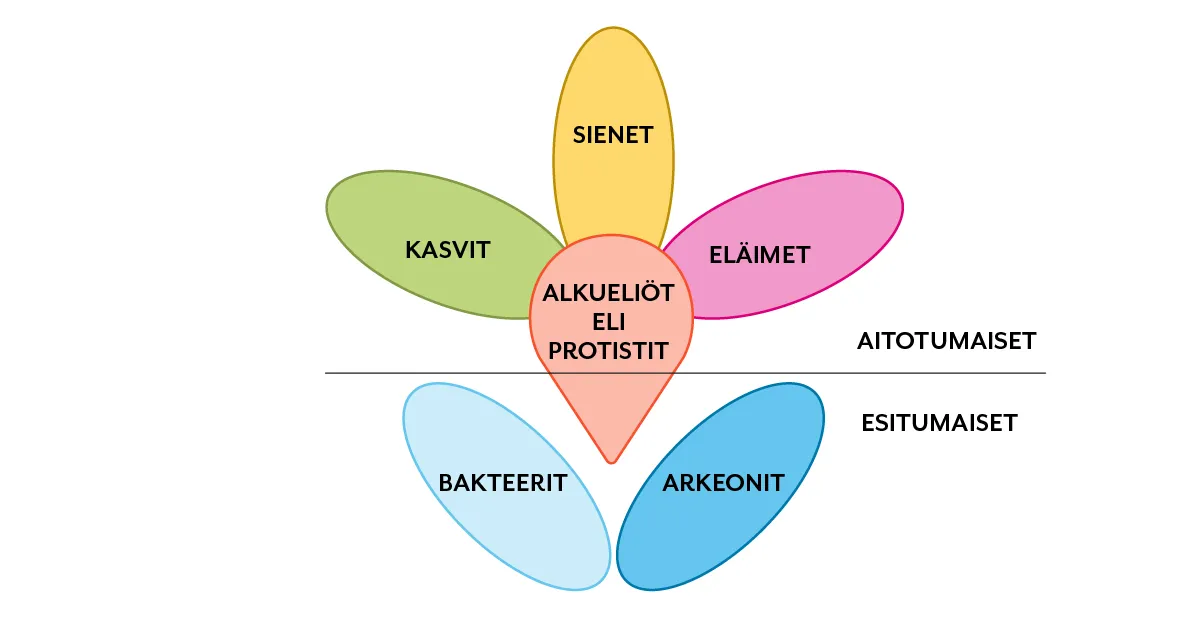 SIENET
KASVIT
ELÄIMET
ALKUELIÖT
ELI
PROTISTIT
AITOTUMAISET
ESITUMAISET
BAKTEERIT
ARKEONIT